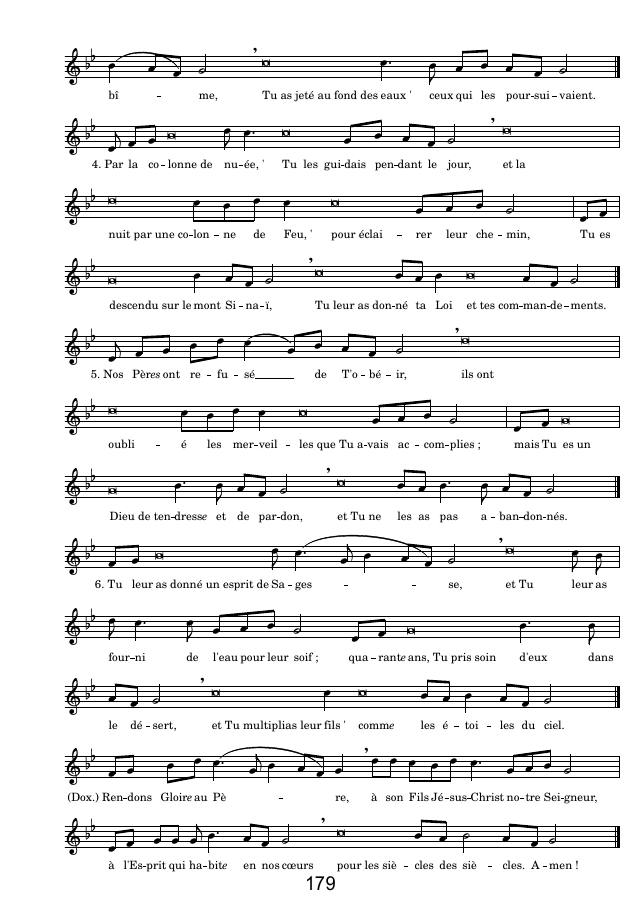 bî – me, Tu as jeté au fond des eaux ' ceux qui les pour–sui–vaient.
4. Par la co–lonne de nu–ée, ' Tu les gui–dais pen–dant le jour, et la
nuit par une co–lon–ne de Feu, ' pour éclai – rer leur che–min, Tu es
descendu sur le mont Si–na–ï, Tu leur as don–né ta Loi et tes com–man–de–ments.
5. Nos Pères ont re–fu–sé____ de T'o–bé–ir, ils ont
oubli – é les mer–veil–les que Tu a–vais ac–com–plies ; mais Tu es un
Dieu de ten–dresse et de par–don, et Tu ne les as pas a–ban–don–nés.
6. Tu leur as donné un esprit de Sa–ges – se, et Tu leur as
four–ni de l'eau pour leur soif ; qua–rante ans, Tu pris soin d'eux dans
le dé–sert, et Tu multiplias leur fils ' comme les é–toi–les du ciel.
(Dox.) Ren–dons Gloire au Pè – re, à son Fils Jé–sus–Christ no–tre Sei–gneur,
à l'Es–prit qui ha–bite en nos cœurs pour les siè–cles des siè–cles. A–men !
179